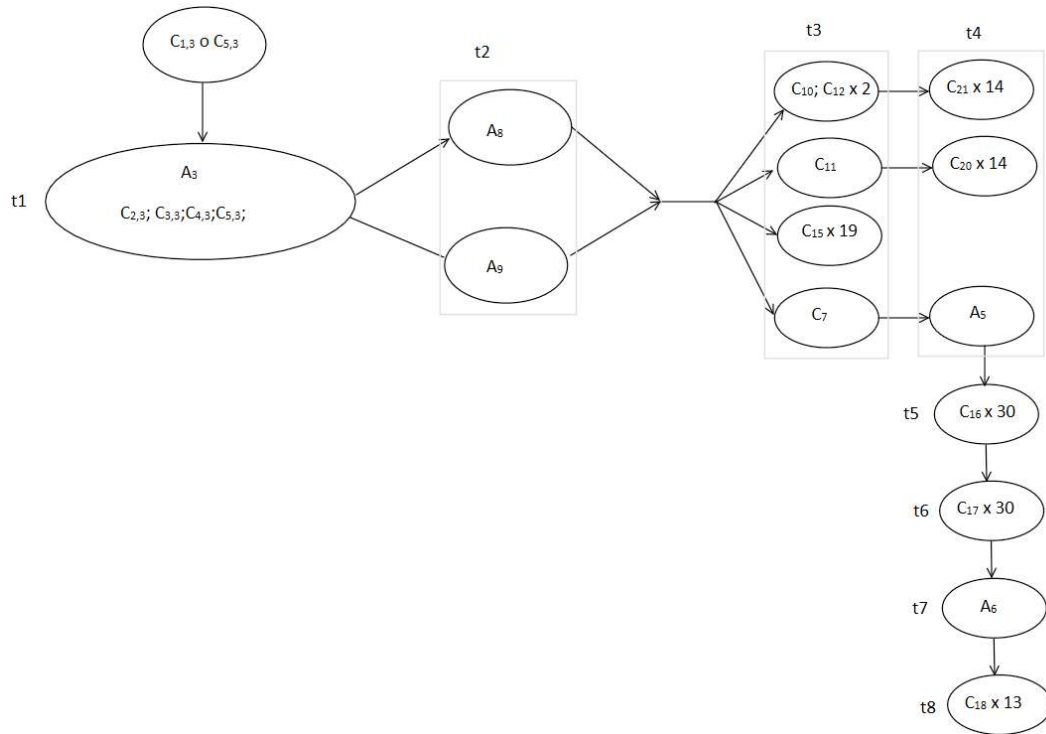 C₁,₃ o C₅,₃
t1
A₃
C₂,₃; C₃,₃;C₄,₃;C₅,₃;
t2
A₈
A₉
t3
C₁₀; C₁₂ x 2
C₁₁
C₁₅ x 19
C₇
t4
C₂₁ x 14
C₂₀ x 14
A₅
t5
C₁₆ x 30
t6
C₁₇ x 30
t7
A₆
t8
C₁₈ x 13